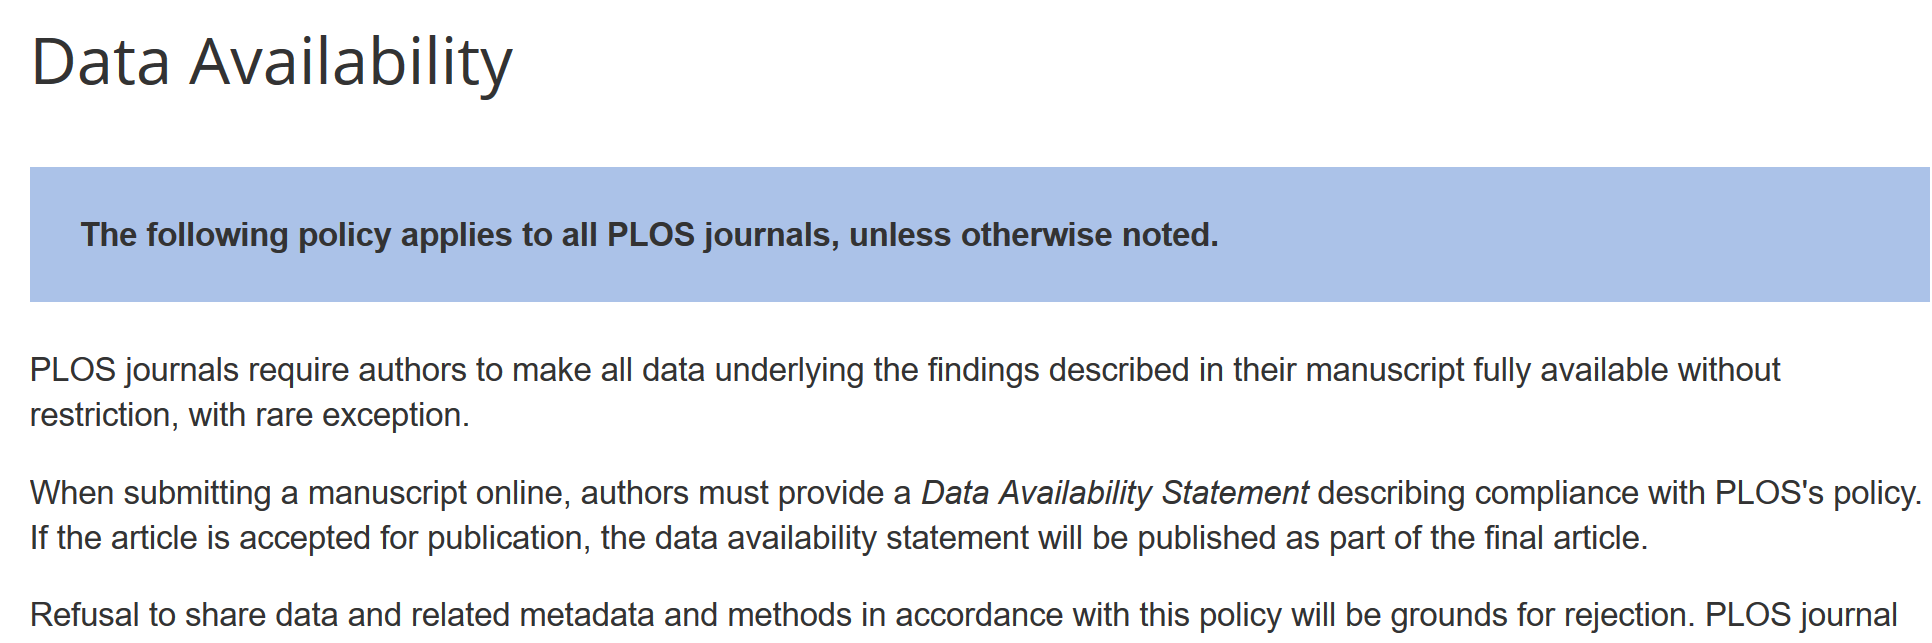 Data Availability
The following policy applies to all PLOS journals, unless otherwise noted.
PLOS journals require authors to make all data underlying the findings described in their manuscript fully available without
restriction, with rare exception.
When submitting a manuscript online, authors must provide a Data Availability Statement describing compliance with PLOS's policy.
If the article is accepted for publication, the data availability statement will be published as part of the final article.
Refusal to share data and related metadata and methods in accordance with this policy will be grounds for rejection. PLOS journal